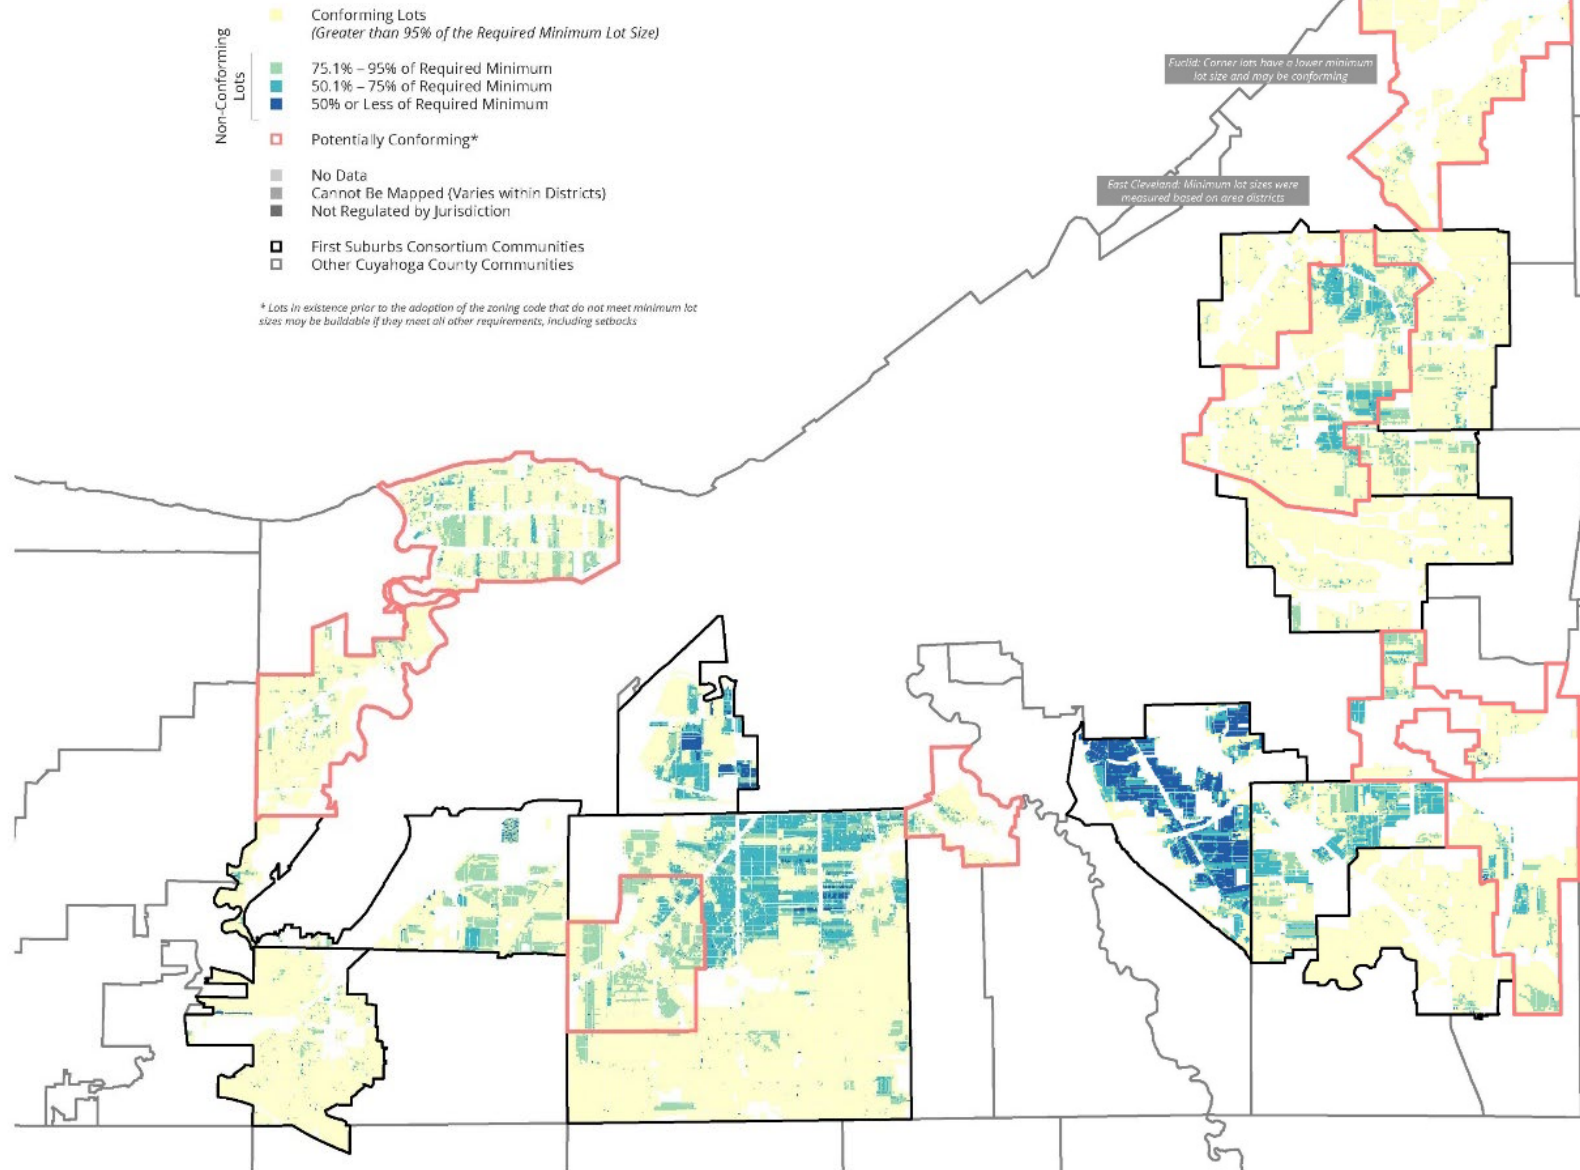 Conforming Lots
(Greater than 95% of the Required Minimum Lot Size)
Non-Conforming
Lots
75.1% – 95% of Required Minimum
50.1% – 75% of Required Minimum
50% or Less of Required Minimum
Potentially Conforming*
No Data
Cannot Be Mapped (Varies within Districts)
Not Regulated by Jurisdiction
First Suburbs Consortium Communities
Other Cuyahoga County Communities
* Lots in existence prior to the adoption of the zoning code that do not meet minimum lot
sizes may be buildable if they meet all other requirements, including setbacks
Euclid: Corner lots have a lower minimum
lot size and may be conforming
East Cleveland: Minimum lot sizes were
measured based on area districts